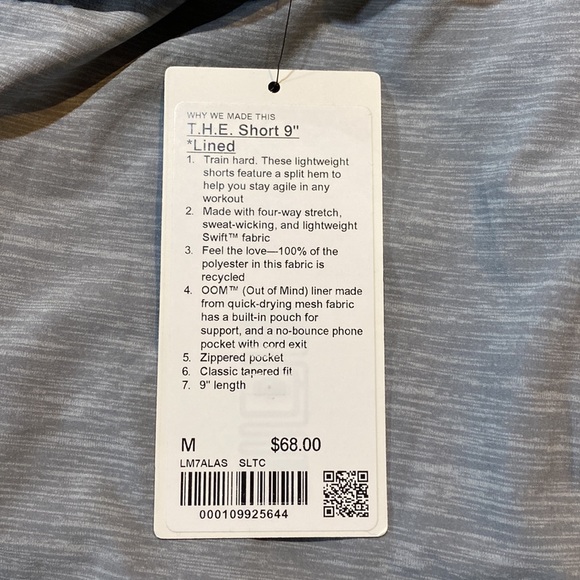 WHY WE MADE THIS
T.H.E. Short 9"
*Lined
1. Train hard. These lightweight
shorts feature a split hem to
help you stay agile in any
workout
2. Made with four-way stretch,
sweat-wicking, and lightweight
Swift™ fabric
3. Feel the love—100% of the
polyester in this fabric is
recycled
4. OOM™ (Out of Mind) liner made
from quick-drying mesh fabric
has a built-in pouch for
support, and a no-bounce phone
pocket with cord exit
5. Zippered pocket
6. Classic tapered fit
7. 9" length
M $68.00
LM7ALAS SLTC
000109925644